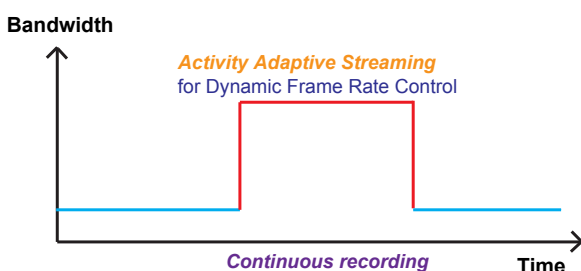 Bandwidth
Activity Adaptive Streaming
for Dynamic Frame Rate Control
Continuous recording
Time